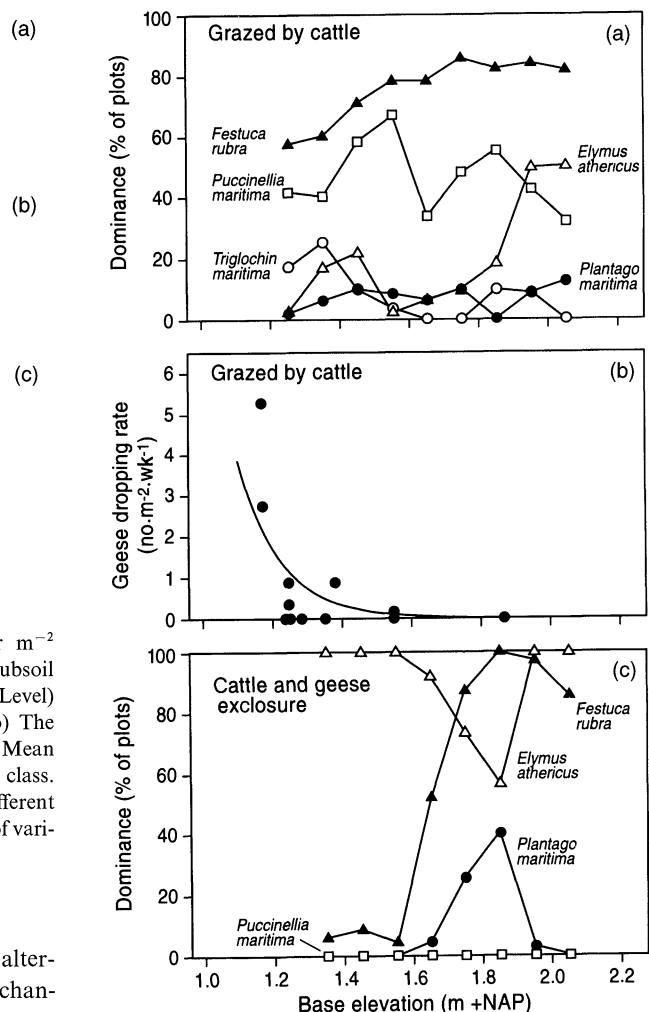 (a)
(b)
(c)
r m−2
ubsoil
Level)
o) The
Mean
class.
fferent
of vari-
alter-
chan-
Grazed by cattle
(a)
Dominance (% of plots)
100
80
60
40
20
0
Festuca
rubra
Puccinellia
maritima
Triglochin
maritima
Elymus
athericus
Plantago
maritima
Grazed by cattle
(b)
Geese dropping rate
(no·m-2·wk-1)
6
5
4
3
2
1
0
Cattle and geese
exclosure
(c)
Dominance (% of plots)
100
80
60
40
20
0
Festuca
rubra
Elymus
athericus
Plantago
maritima
Puccinellia
maritima
1.0 1.2 1.4 1.6 1.8 2.0 2.2
Base elevation (m +NAP)